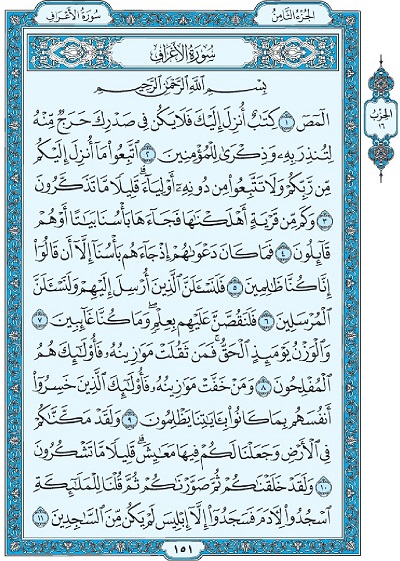 سُورَةُ الأَعْرَافِ
الجُزْءُ الثَّامِنُ
سُورَةُ الأَعْرَافِ
بِسْمِ اللَّهِ الرَّحْمَٰنِ الرَّحِيمِ
الٓمٓصٓ ١ كِتَٰبٌ أُنزِلَ إِلَيْكَ فَلَا يَكُن فِي صَدْرِكَ حَرَجٌ مِّنْهُ
لِتُنذِرَ بِهِۦ وَذِكْرَىٰ لِلْمُؤْمِنِينَ ٢ ٱتَّبِعُوا۟ مَآ أُنزِلَ إِلَيْكُم
مِّن رَّبِّكُمْ وَلَا تَتَّبِعُوا۟ مِن دُونِهِۦٓ أَوْلِيَآءَ ۗ قَلِيلًا مَّا تَذَكَّرُونَ
٣ وَكَم مِّن قَرْيَةٍ أَهْلَكْنَٰهَا فَجَآءَهَا بَأْسُنَا بَيَٰتًا أَوْ هُمْ
قَآئِلُونَ ٤ فَمَا كَانَ دَعْوَىٰهُمْ إِذْ جَآءَهُم بَأْسُنَآ إِلَّآ أَن قَالُوٓا۟
إِنَّا كُنَّا ظَٰلِمِينَ ٥ فَلَنَسْـَٔلَنَّ ٱلَّذِينَ أُرْسِلَ إِلَيْهِمْ وَلَنَسْـَٔلَنَّ
ٱلْمُرْسَلِينَ ٦ فَلَنَقُصَّنَّ عَلَيْهِم بِعِلْمٍ ۖ وَمَا كُنَّا غَآئِبِينَ ٧
وَٱلْوَزْنُ يَوْمَئِذٍ ٱلْحَقُّ ۚ فَمَن ثَقُلَتْ مَوَٰزِينُهُۥ فَأُو۟لَٰٓئِكَ هُمُ
ٱلْمُفْلِحُونَ ٨ وَمَنْ خَفَّتْ مَوَٰزِينُهُۥ فَأُو۟لَٰٓئِكَ ٱلَّذِينَ خَسِرُوٓا۟
أَنفُسَهُم بِمَا كَانُوا۟ بِـَٔايَٰتِنَا يَظْلِمُونَ ٩ وَلَقَدْ مَكَّنَّٰكُمْ
فِي ٱلْأَرْضِ وَجَعَلْنَا لَكُمْ فِيهَا مَعَٰيِشَ ۗ قَلِيلًا مَّا تَشْكُرُونَ
١٠ وَلَقَدْ خَلَقْنَٰكُمْ ثُمَّ صَوَّرْنَٰكُمْ ثُمَّ قُلْنَا لِلْمَلَٰٓئِكَةِ
ٱسْجُدُوا۟ لِـَٔادَمَ فَسَجَدُوٓا۟ إِلَّآ إِبْلِيسَ لَمْ يَكُن مِّنَ ٱلسَّٰجِدِينَ ١١
الحِزْب
١٦
١٥١